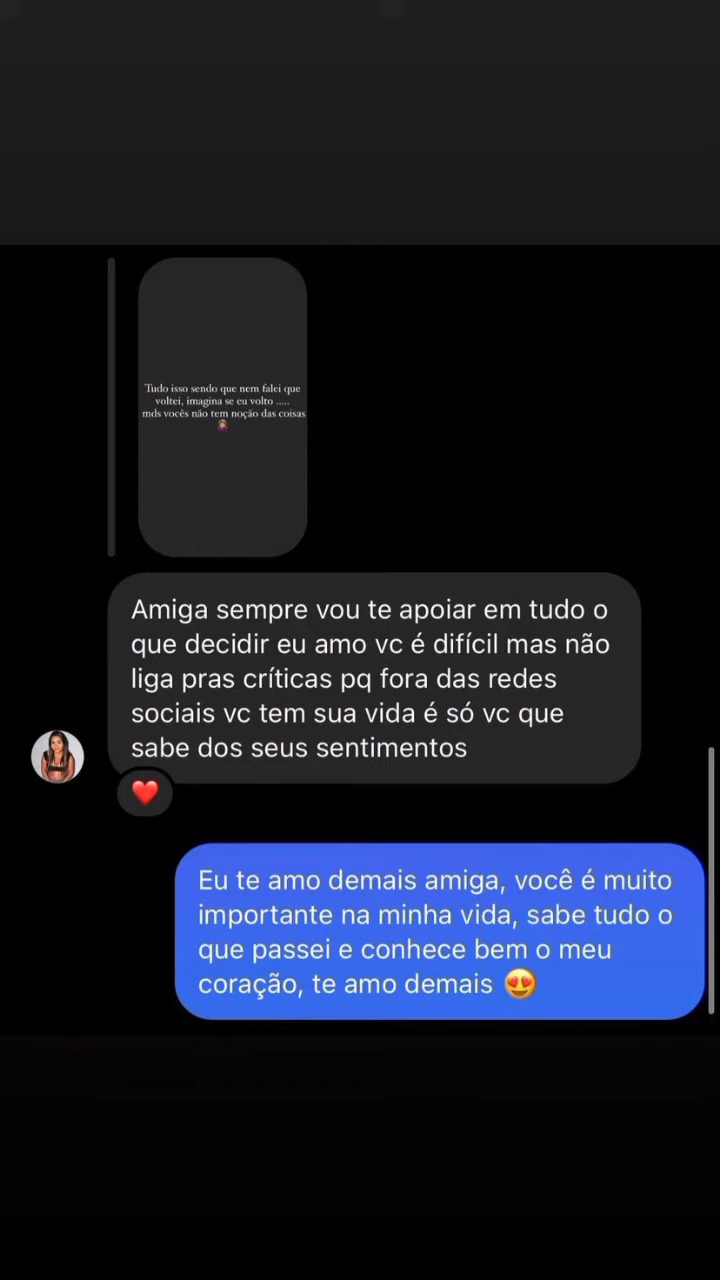 Tudo isso sendo que nem falei que
voltei, imagina se eu volto .....
mds vocês não tem noção das coisas
🤦🏽‍♀️
Amiga sempre vou te apoiar em tudo o
que decidir eu amo vc é difícil mas não
liga pras críticas pq fora das redes
sociais vc tem sua vida é só vc que
sabe dos seus sentimentos
❤️
Eu te amo demais amiga, você é muito
importante na minha vida, sabe tudo o
que passei e conhece bem o meu
coração, te amo demais 😍